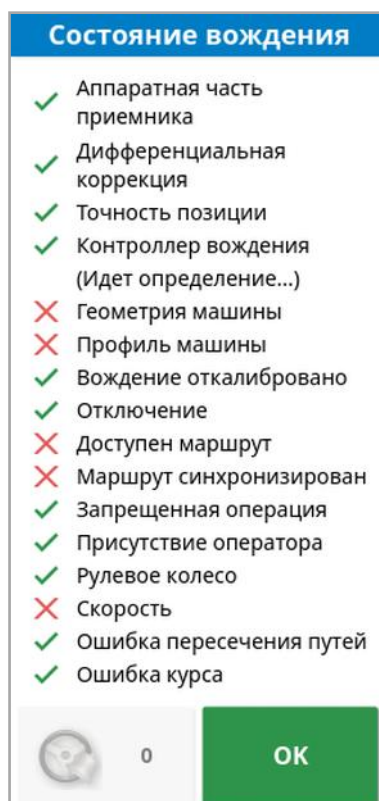 Состояние вождения
Аппаратная часть
приемника
Дифференциальная
коррекция
Точность позиции
Контроллер вождения
(Идет определение...)
Геометрия машины
Профиль машины
Вождение откалибровано
Отключение
Доступен маршрут
Маршрут синхронизирован
Запрещенная операция
Присутствие оператора
Рулевое колесо
Скорость
Ошибка пересечения путей
Ошибка курса
0
OK